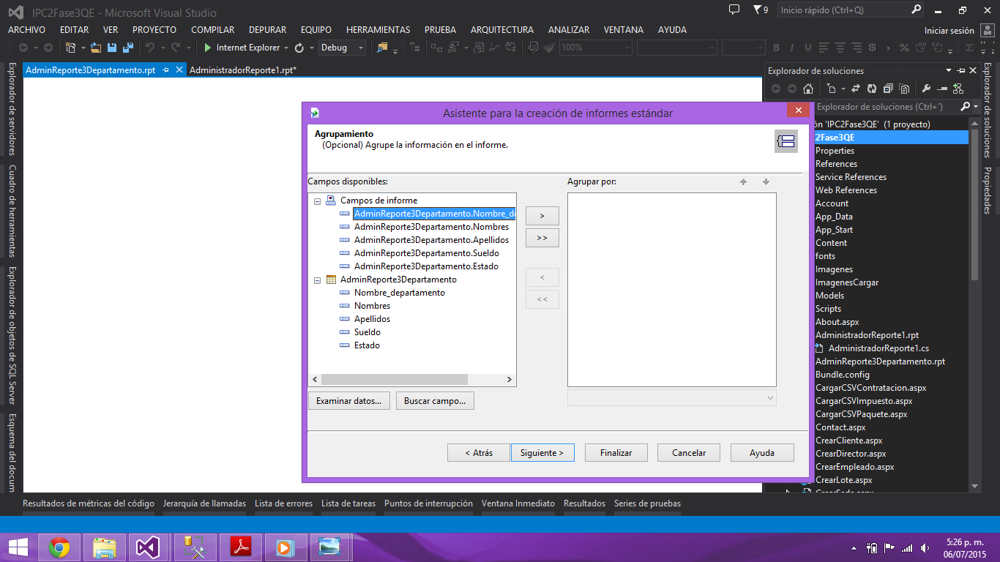 IPC2Fase3QE - Microsoft Visual Studio
9
Inicio rápido (Ctrl+Q)
ARCHIVO EDITAR VER PROYECTO COMPILAR DEPURAR EQUIPO HERRAMIENTAS PRUEBA ARQUITECTURA ANALIZAR VENTANA AYUDA
Iniciar sesión
Internet Explorer Debug 100%
AdminReporte3Departamento.rpt
AdministradorReporte1.rpt*
Explorador de servidores
Cuadro de herramientas
Explorador de objetos de SQL Server
Esquema del docum
Asistente para la creación de informes estándar
Agrupamiento
(Opcional) Agrupe la información en el informe.
Campos disponibles:
Campos de informe
AdminReporte3Departamento.Nombre_de
AdminReporte3Departamento.Nombres
AdminReporte3Departamento.Apellidos
AdminReporte3Departamento.Sueldo
AdminReporte3Departamento.Estado
AdminReporte3Departamento
Nombre_departamento
Nombres
Apellidos
Sueldo
Estado
Examinar datos...
Buscar campo...
>
>>
<
<<
Agrupar por:
< Atrás
Siguiente >
Finalizar
Cancelar
Ayuda
Explorador de soluciones
Explorador de soluciones (Ctrl+´)
ón 'IPC2Fase3QE' (1 proyecto)
C2Fase3QE
Properties
References
Service References
Web References
Account
App_Data
App_Start
Content
fonts
Imagenes
ImagenesCargar
Models
Scripts
About.aspx
AdministradorReporte1.rpt
AdministradorReporte1.cs
AdminReporte3Departamento.rpt
Bundle.config
CargarCSVContratacion.aspx
CargarCSVImpuesto.aspx
CargarCSVPaquete.aspx
Contact.aspx
CrearCliente.aspx
CrearDirector.aspx
CrearEmpleado.aspx
CrearLote.aspx
CrearSede.aspx
Explorador de soluciones
Propiedades
Resultados de métricas del código
Jerarquía de llamadas
Lista de errores
Lista de tareas
Puntos de interrupción
Ventana Inmediato
Resultados
Series de pruebas
5:26 p. m.
06/07/2015